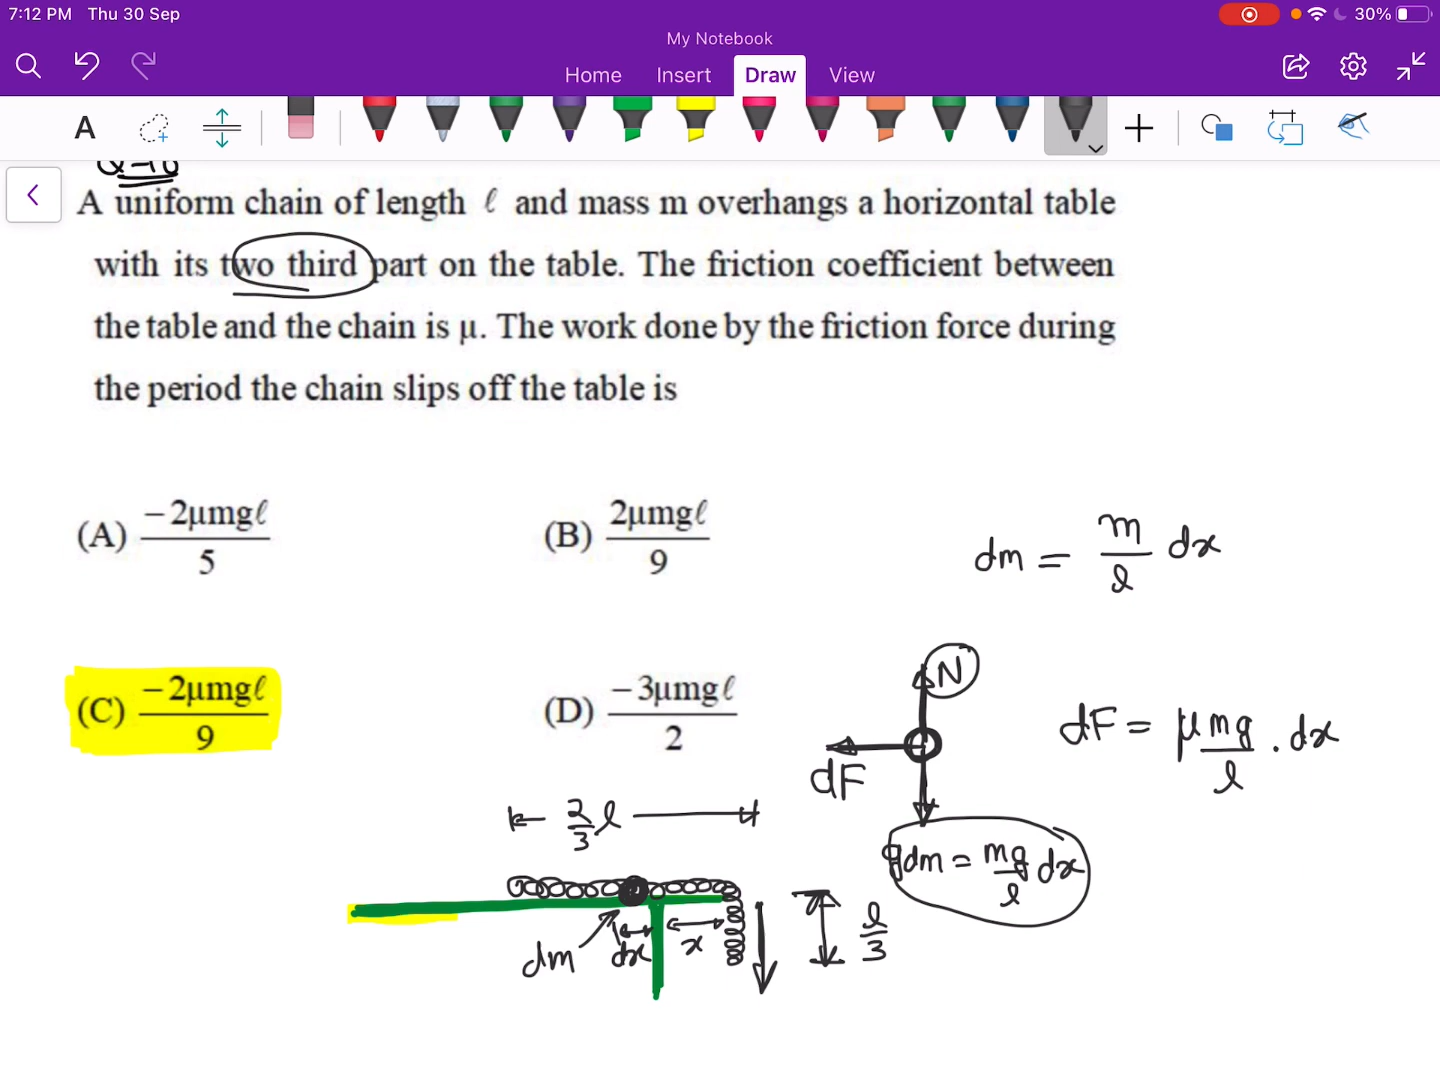 7:12 PM Thu 30 Sep
30%
My Notebook
Home Insert Draw View
A
A uniform chain of length ℓ and mass m overhangs a horizontal table
with its two third part on the table. The friction coefficient between
the table and the chain is μ. The work done by the friction force during
the period the chain slips off the table is
(A) −2μmgℓ / 5
(B) 2μmgℓ / 9
dm = m/l dx
(C) −2μmgℓ / 9
(D) −3μmgℓ / 2
N
dF
dF = μmg/l . dx
2/3 l
gdm = mg/l dx
dm
dx
x
l/3